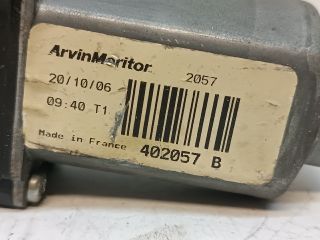 ArvinMeritor
20/10/06 2057
09:40 T1
Made in France 402057 B